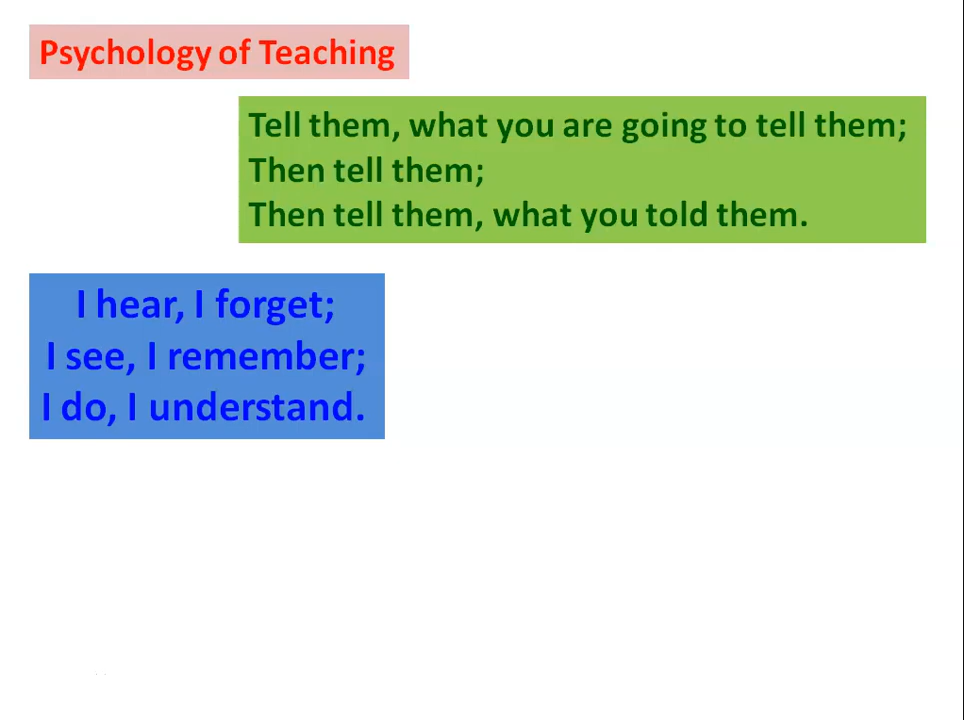 Psychology of Teaching
Tell them, what you are going to tell them;
Then tell them;
Then tell them, what you told them.
I hear, I forget;
I see, I remember;
I do, I understand.